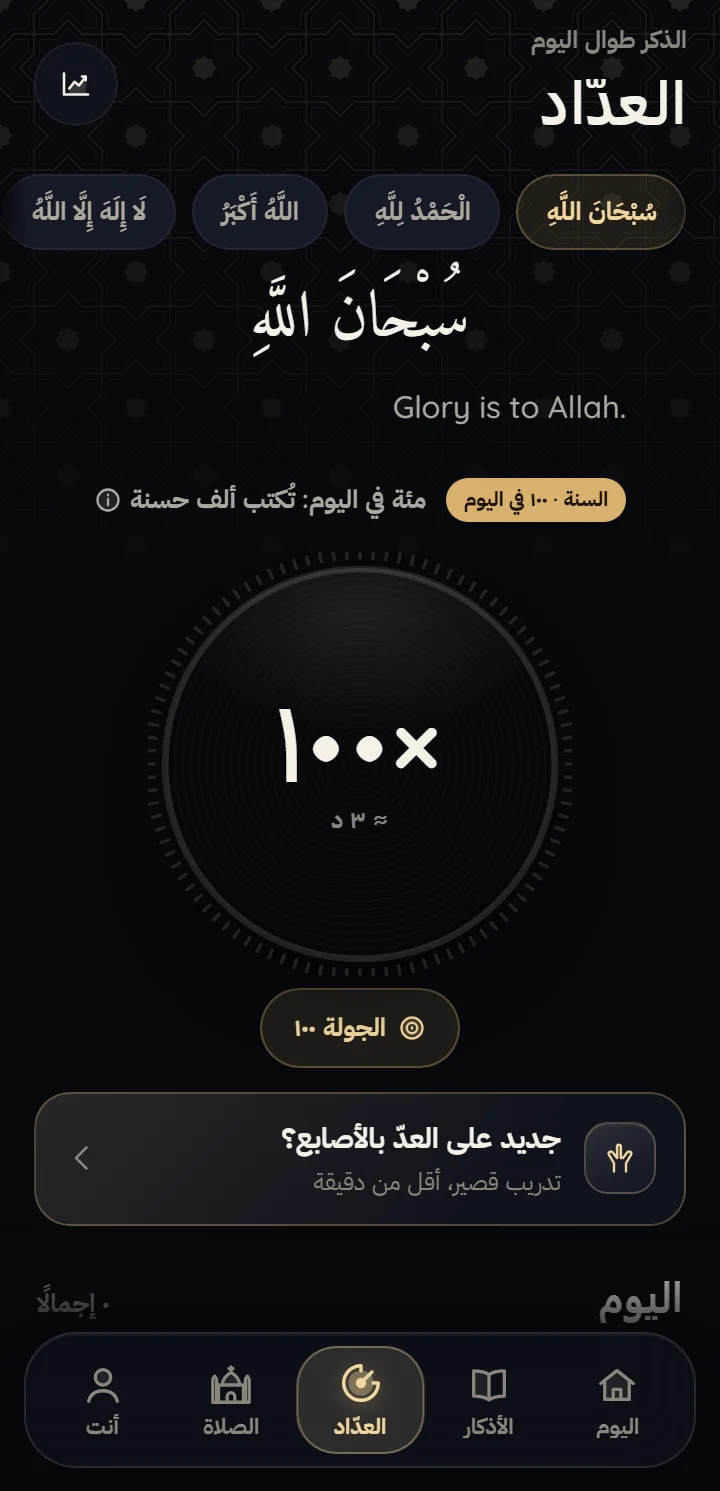 الذكر طوال اليوم
العدّاد
سُبْحَانَ اللَّهِ
الْحَمْدُ لِلَّهِ
اللَّهُ أَكْبَرُ
لَا إِلَهَ إِلَّا اللَّهُ
سُبْحَانَ اللَّهِ
Glory is to Allah.
السنة · ١٠٠ في اليوم
مئة في اليوم: تُكتب ألف حسنة
×١٠٠
≈ ٣ د
الجولة ١٠٠
جديد على العدّ بالأصابع؟
تدريب قصير، أقل من دقيقة
اليوم
٠ إجمالًا
اليوم
الأذكار
العدّاد
الصلاة
أنت